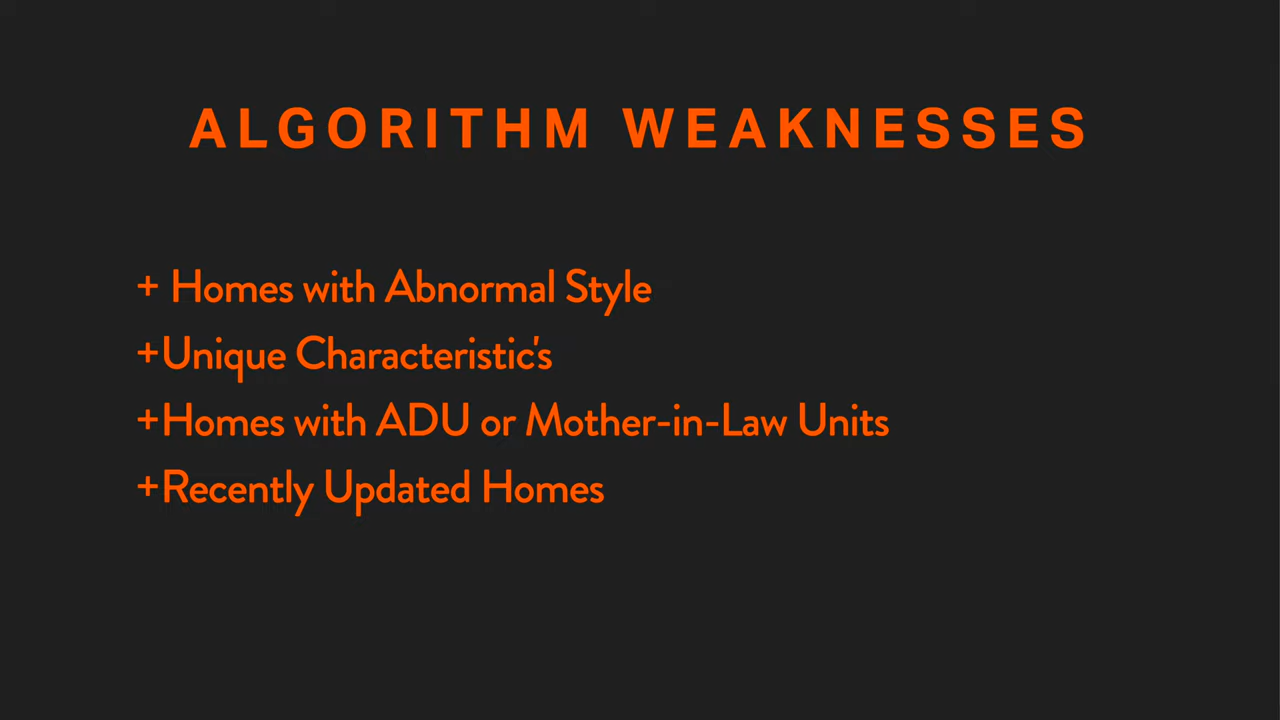 ALGORITHM WEAKNESSES
+ Homes with Abnormal Style
+Unique Characteristic's
+Homes with ADU or Mother-in-Law Units
+Recently Updated Homes